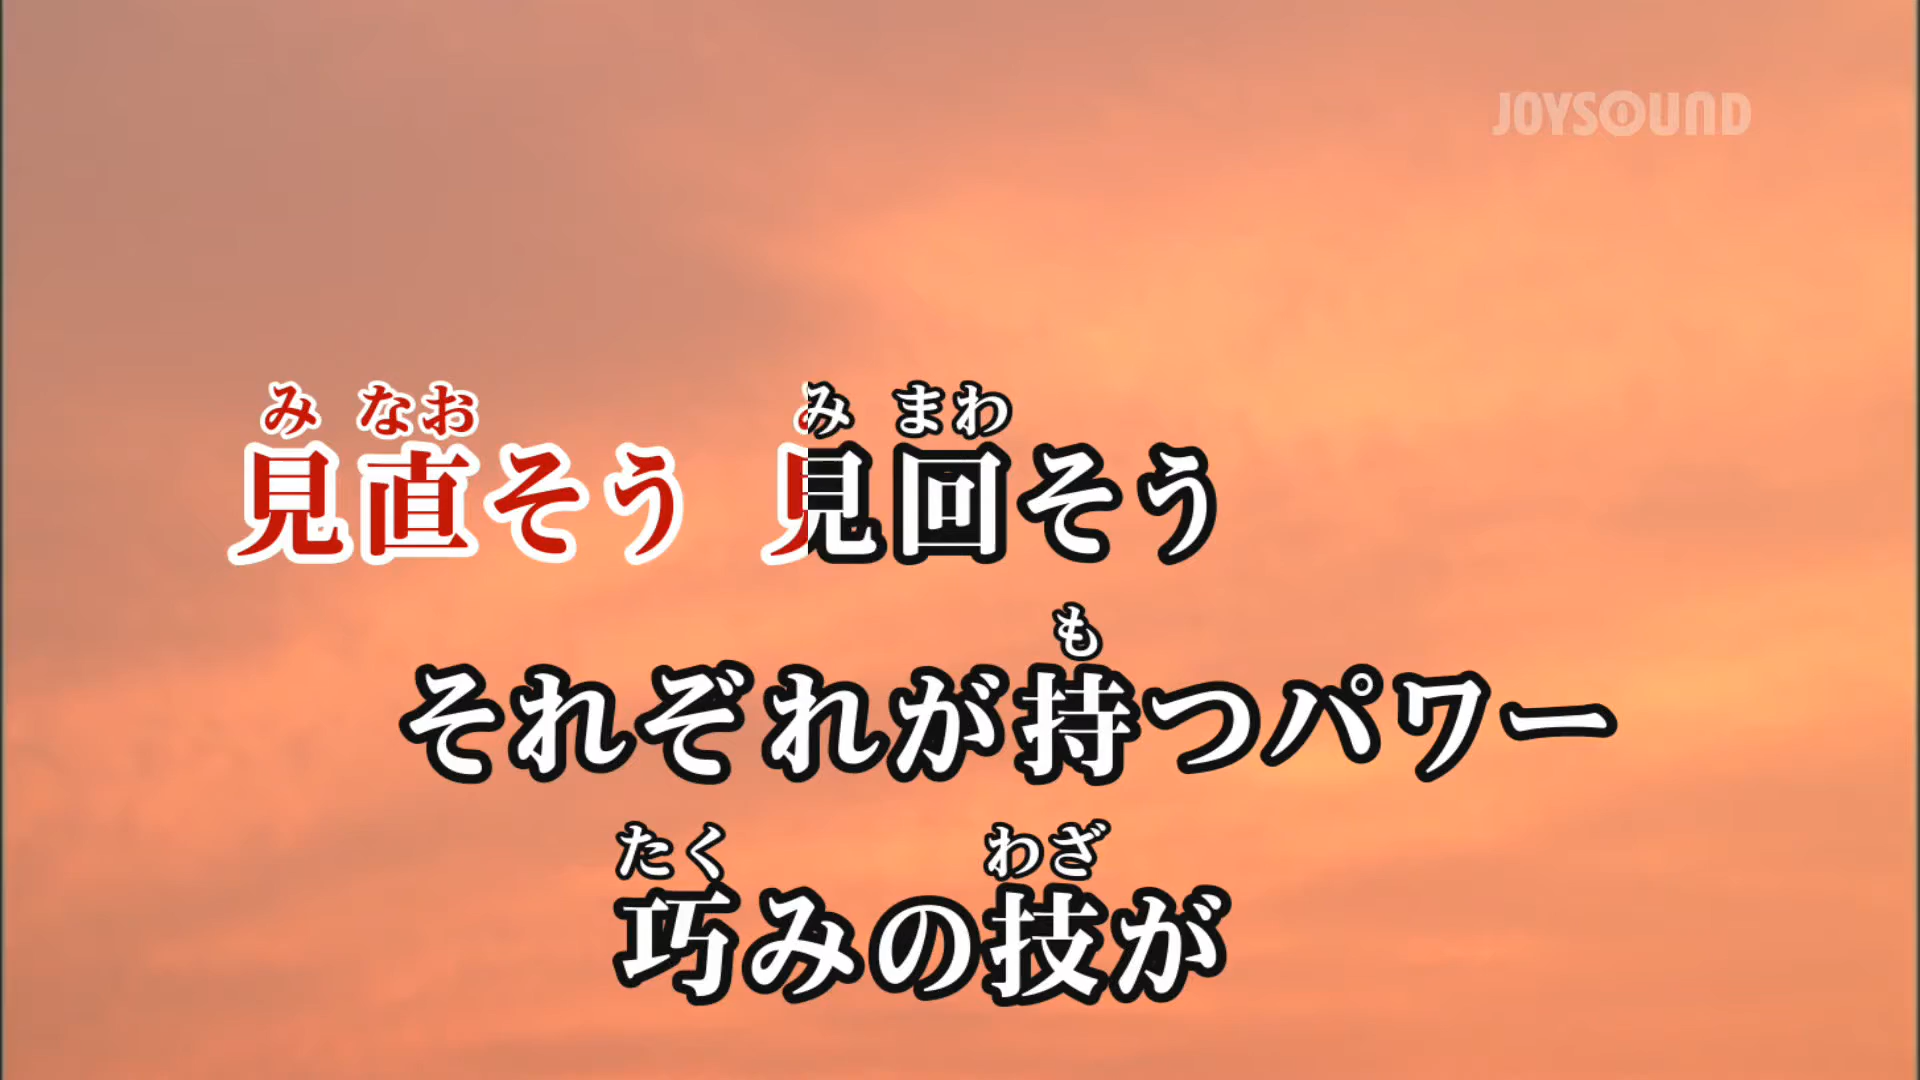 JOYSOUND
み なお み まわ
見直そう 見回そう
も
それぞれが持つパワー
たく わざ
巧みの技が